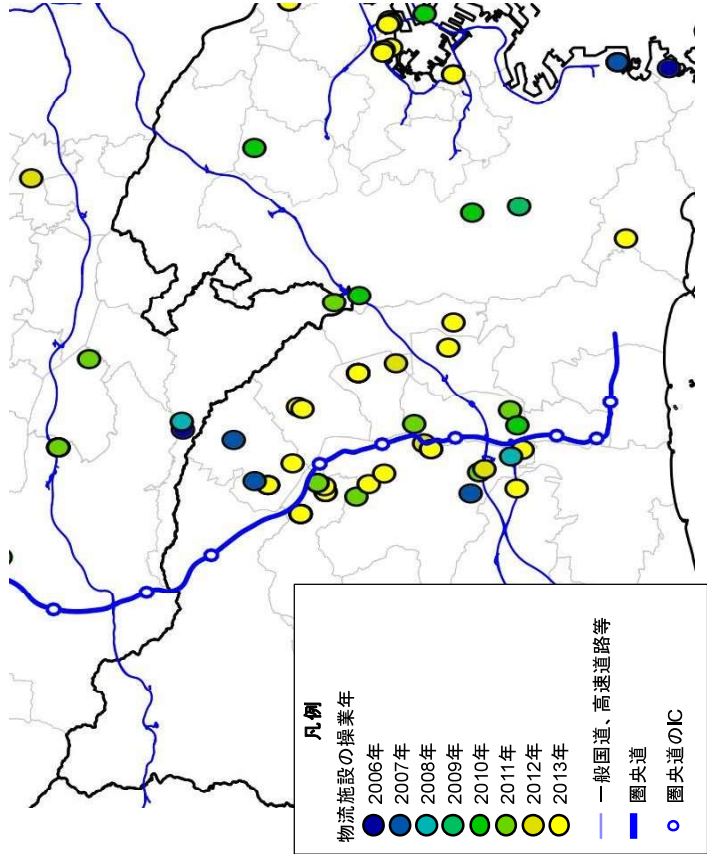 凡例
物流施設の操業年
2006年
2007年
2008年
2009年
2010年
2011年
2012年
2013年
一般国道、高速道路等
圏央道
圏央道のIC